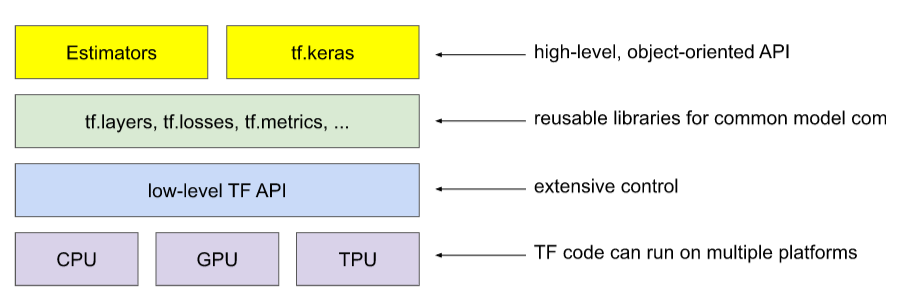 Estimators
tf.keras
high-level, object-oriented API
tf.layers, tf.losses, tf.metrics, ...
reusable libraries for common model com
low-level TF API
extensive control
CPU
GPU
TPU
TF code can run on multiple platforms